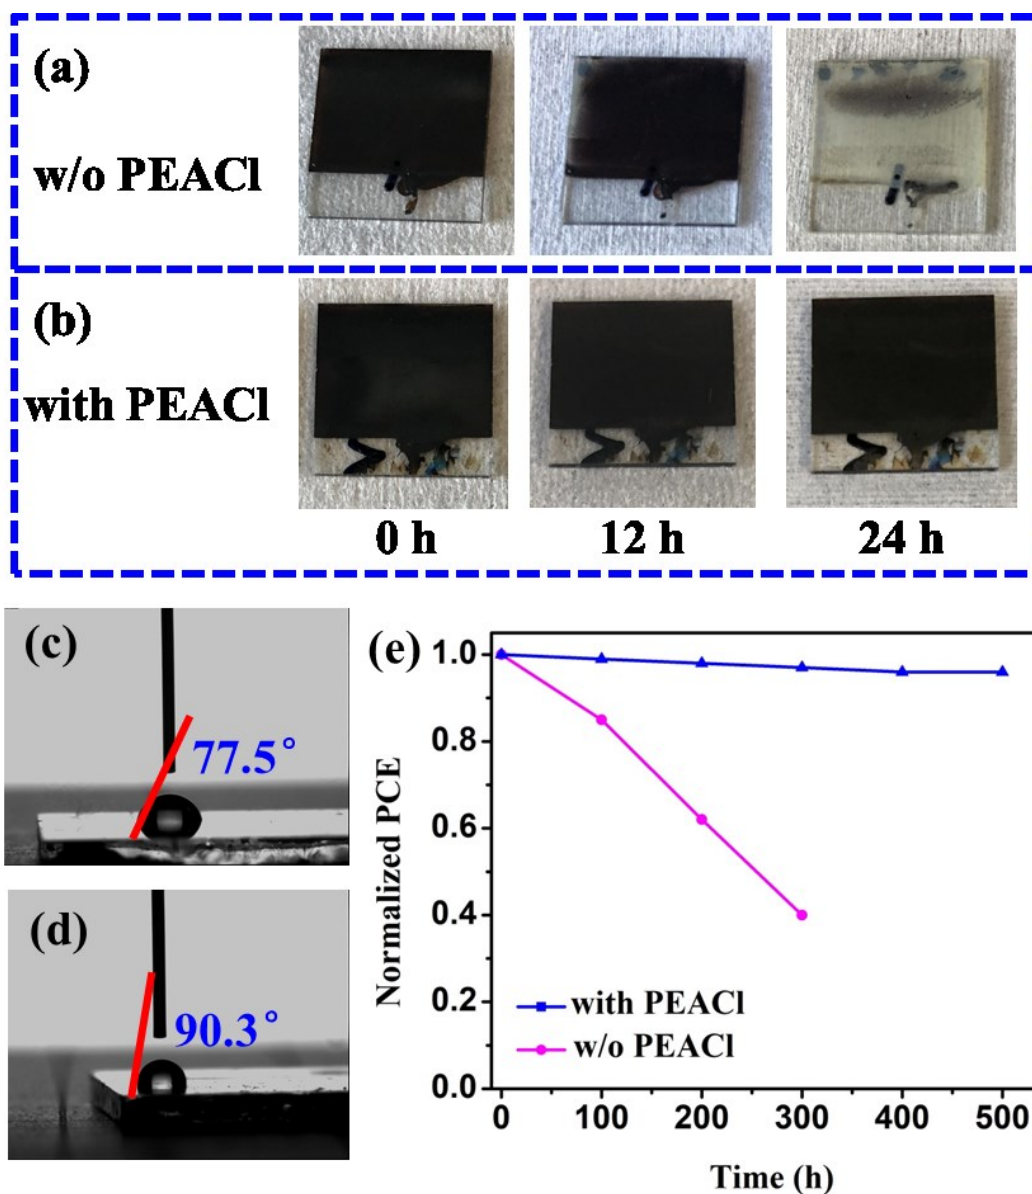 (a)
w/o PEACl
(b)
with PEACl
0 h 12 h 24 h
(c)
77.5°
(d)
90.3°
(e)
Normalized PCE
1.0
0.8
0.6
0.4
0.2
0.0
with PEACl
w/o PEACl
0 100 200 300 400 500
Time (h)